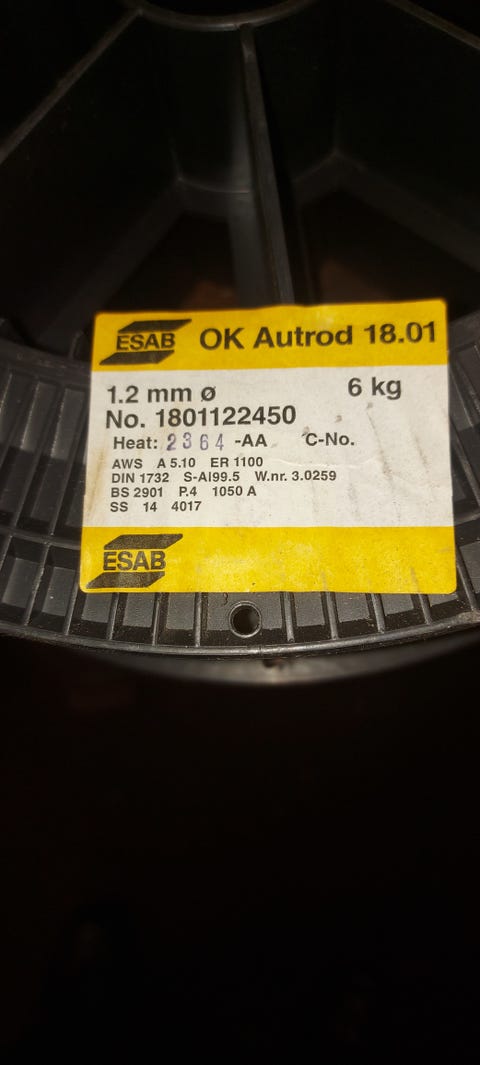 ESAB OK Autrod 18.01
1.2 mm ø 6 kg
No. 1801122450
Heat: 2364 -AA C-No.
AWS A 5.10 ER 1100
DIN 1732 S-Al99.5 W.nr. 3.0259
BS 2901 P.4 1050 A
SS 14 4017
ESAB